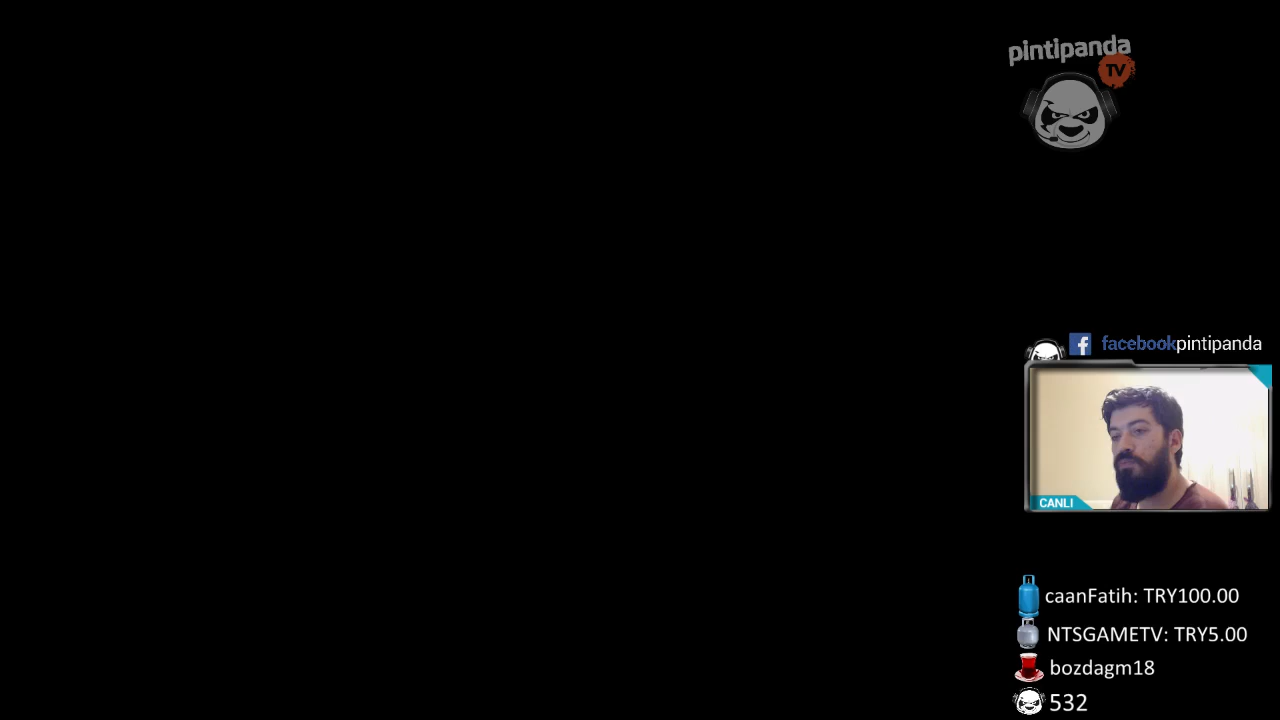 pintipanda
TV
facebookpintipanda
CANLI
caanFatih: TRY100.00
NTSGAMETV: TRY5.00
bozdagm18
532